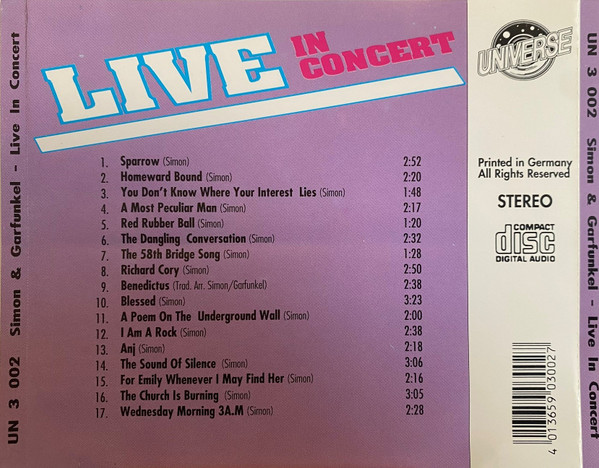 UN 3 002 Simon & Garfunkel - Live In Concert
LIVE IN CONCERT
1. Sparrow (Simon) 2:52
2. Homeward Bound (Simon) 2:20
3. You Don't Know Where Your Interest Lies (Simon) 1:48
4. A Most Peculiar Man (Simon) 2:17
5. Red Rubber Ball (Simon) 1:20
6. The Dangling Conversation (Simon) 2:32
7. The 58th Bridge Song (Simon) 1:28
8. Richard Cory (Simon) 2:50
9. Benedictus (Trad. Arr. Simon/Garfunkel) 2:38
10. Blessed (Simon) 3:23
11. A Poem On The Underground Wall (Simon) 2:00
12. I Am A Rock (Simon) 2:38
13. Anj (Simon) 2:18
14. The Sound Of Silence (Simon) 3:06
15. For Emily Whenever I May Find Her (Simon) 2:16
16. The Church Is Burning (Simon) 3:05
17. Wednesday Morning 3A.M (Simon) 2:28
UNIVERSE
Printed in Germany
All Rights Reserved
STEREO
COMPACT
disc
DIGITAL AUDIO
4 013659 030027
UN 3 002 Simon & Garfunkel - Live In Concert